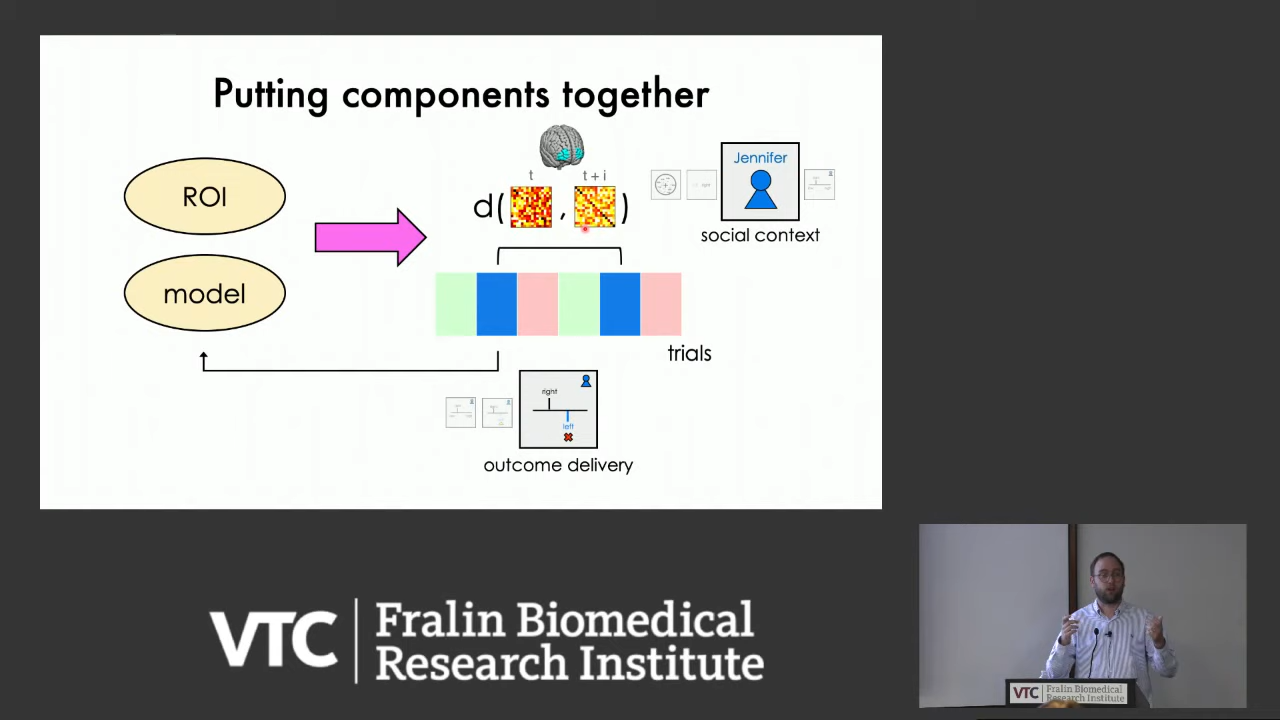 Putting components together
ROI
model
t
t + i
d( , )
Jennifer
social context
trials
right
left
outcome delivery
VTC
Fralin Biomedical
Research Institute
VTC
Fralin Biomedical
Research Institute